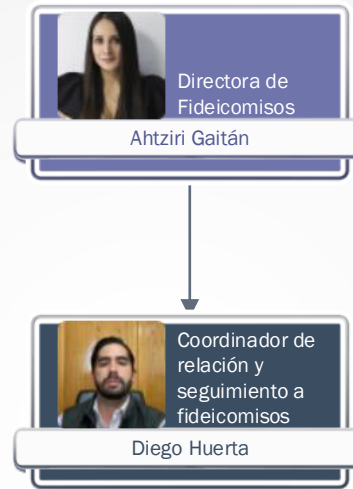 Directora de
Fideicomisos
Ahtziri Gaitán
Coordinador de
relación y
seguimiento a
fideicomisos
Diego Huerta